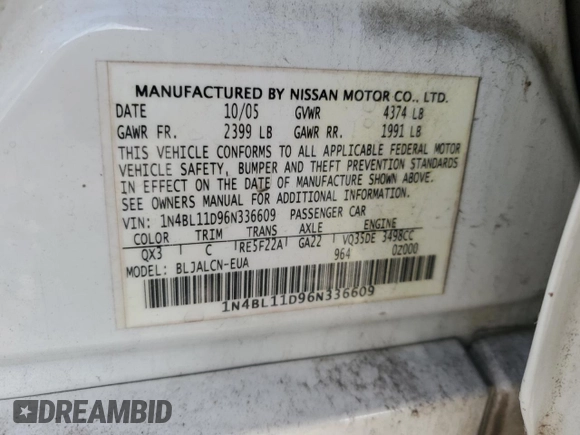 MANUFACTURED BY NISSAN MOTOR CO., LTD.
DATE 10/05 GVWR 4374 LB
GAWR FR. 2399 LB GAWR RR. 1991 LB
THIS VEHICLE CONFORMS TO ALL APPLICABLE FEDERAL MOTOR
VEHICLE SAFETY, BUMPER AND THEFT PREVENTION STANDARDS
IN EFFECT ON THE DATE OF MANUFACTURE SHOWN ABOVE.
SEE OWNERS MANUAL FOR ADDITIONAL INFORMATION.
VIN: 1N4BL11D96N336609 PASSENGER CAR
COLOR TRIM TRANS AXLE ENGINE
QX3 C RE5F22A GA22 VQ35DE 3498CC
MODEL: BLJALCN-EUA 964 0Z000
1N4BL11D96N336609
DREAMBID